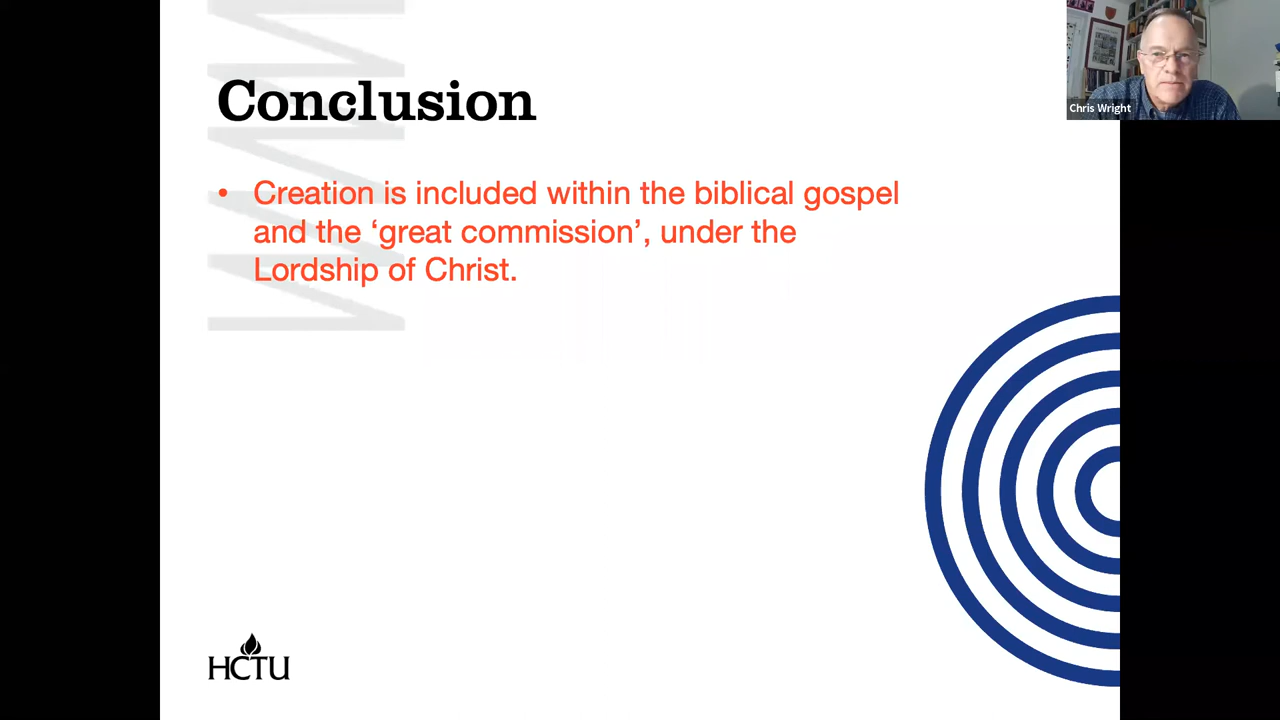 Conclusion
• Creation is included within the biblical gospel
and the ‘great commission’, under the
Lordship of Christ.
Chris Wright
HCTU